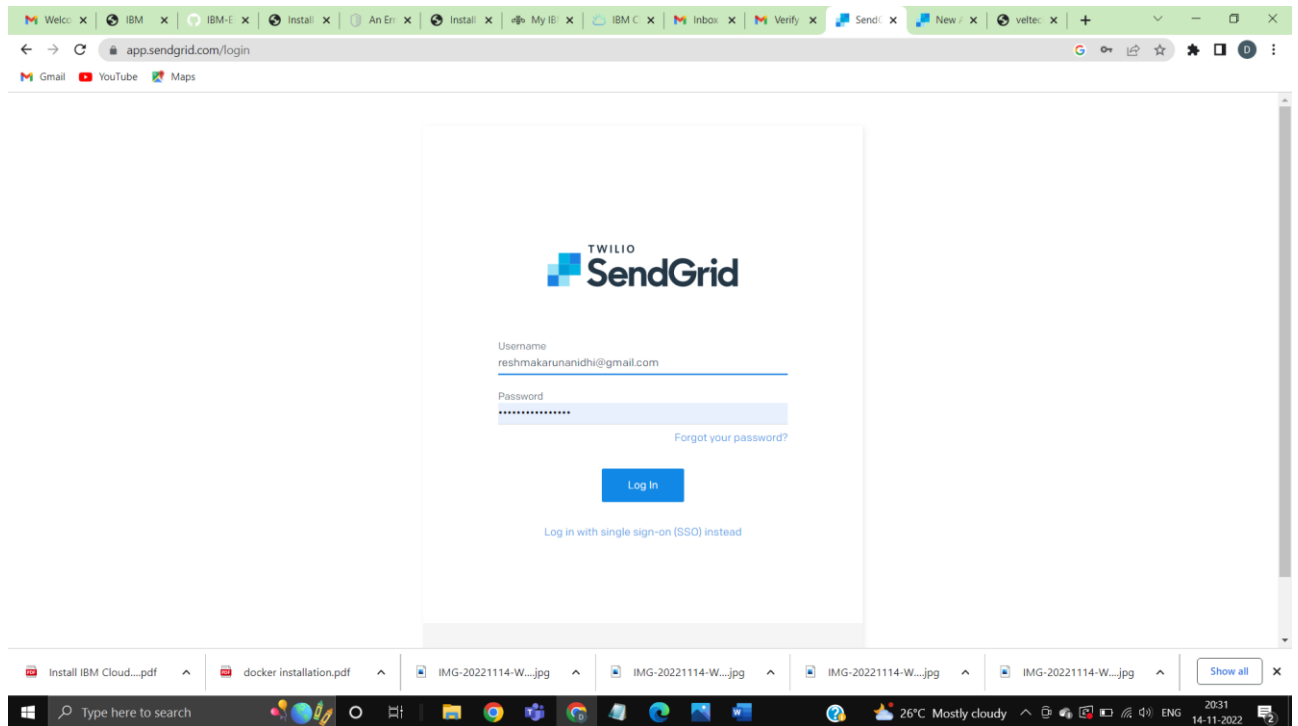 Welco IBM IBM-E Install An Err Install My IB IBM C Inbox Verify Send New veltec
app.sendgrid.com/login
Gmail YouTube Maps
TWILIO
SendGrid
Username
reshmakarunanidhi@gmail.com
Password
••••••••••••••••
Forgot your password?
Log In
Log in with single sign-on (SSO) instead
Install IBM Cloud....pdf docker installation.pdf IMG-20221114-W....jpg IMG-20221114-W....jpg IMG-20221114-W....jpg IMG-20221114-W....jpg Show all
Type here to search 26°C Mostly cloudy ENG 20:31
14-11-2022